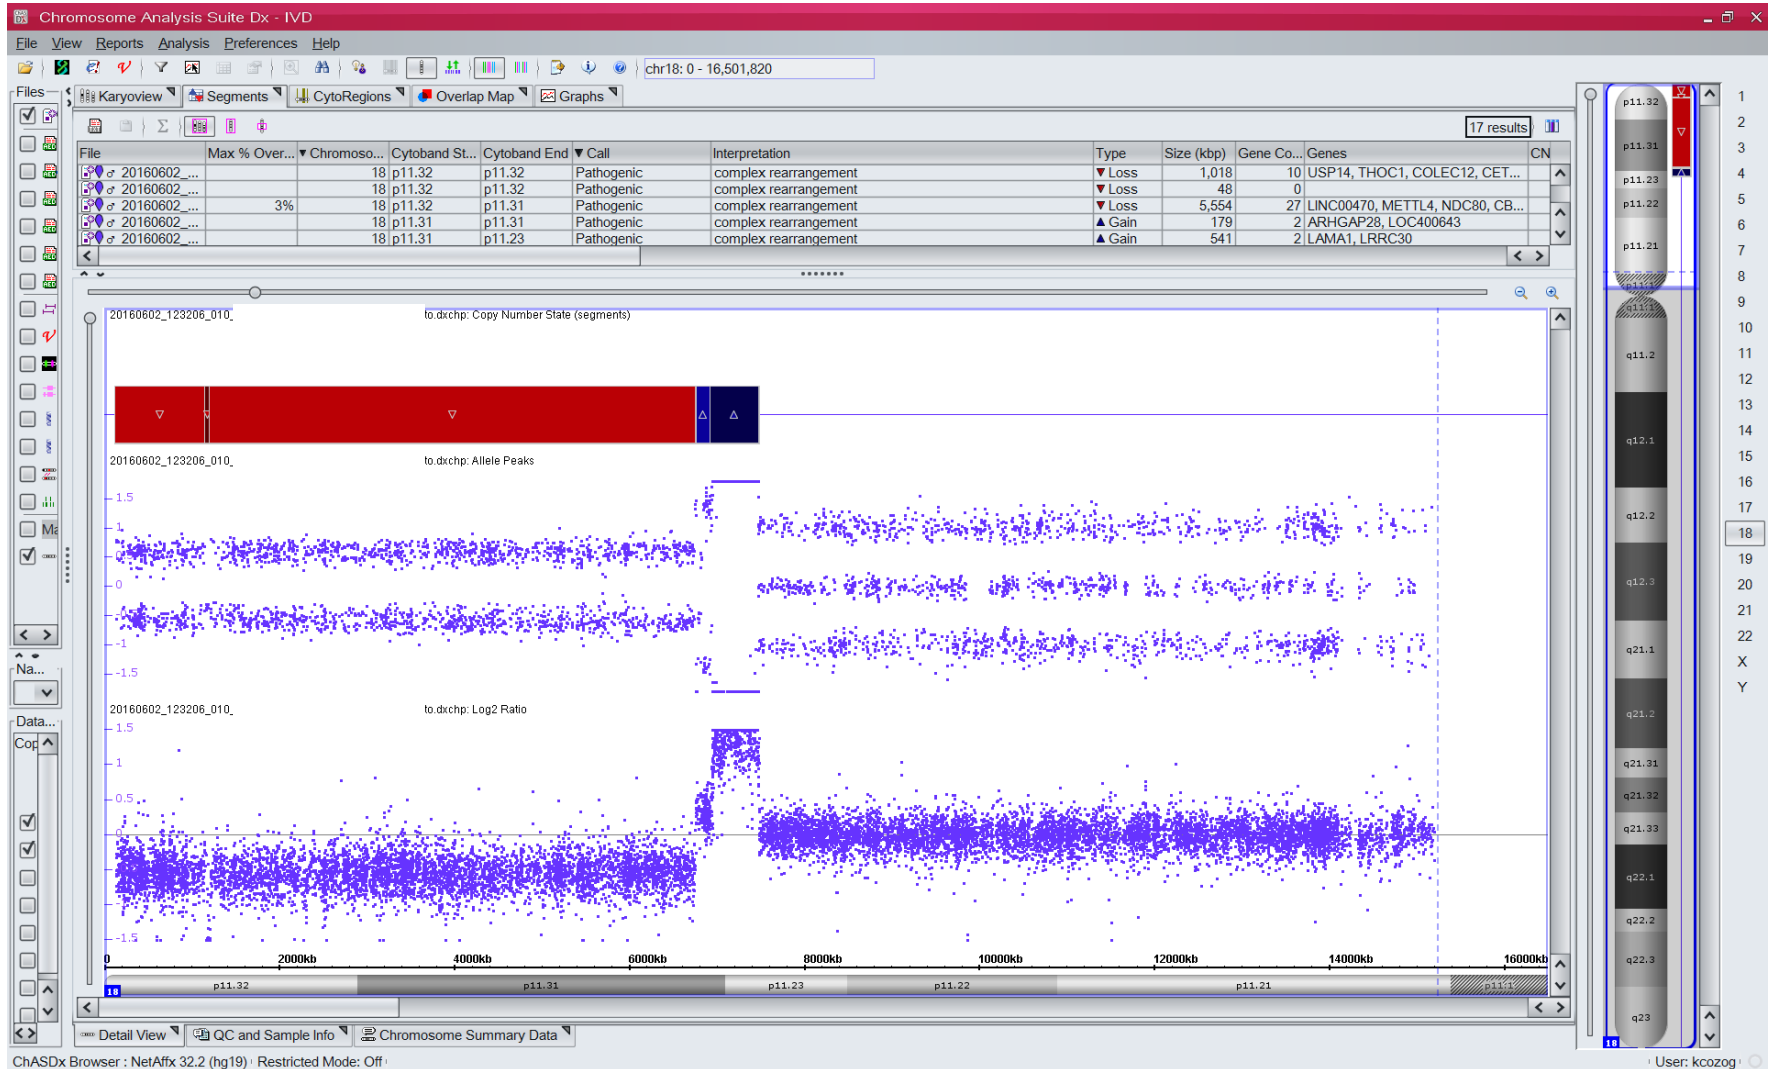 Chromosome Analysis Suite Dx - IVD
File View Reports Analysis Preferences Help
chr18: 0 - 16,501,820
Files
Karyoview Segments CytoRegions Overlap Map Graphs
17 results
File Max % Over... Chromoso... Cytoband St... Cytoband End Call Interpretation Type Size (kbp) Gene Co... Genes CN
20160602_... 18 p11.32 p11.32 Pathogenic complex rearrangement Loss 1,018 10 USP14, THOC1, COLEC12, CET...
20160602_... 18 p11.32 p11.32 Pathogenic complex rearrangement Loss 48 0
20160602_... 3% 18 p11.32 p11.31 Pathogenic complex rearrangement Loss 5,554 27 LINC00470, METTL4, NDC80, CB...
20160602_... 18 p11.31 p11.31 Pathogenic complex rearrangement Gain 179 2 ARHGAP28, LOC400643
20160602_... 18 p11.31 p11.23 Pathogenic complex rearrangement Gain 541 2 LAMA1, LRRC30
20160602_123206_010_ to.dxchp: Copy Number State (segments)
20160602_123206_010_ to.dxchp: Allele Peaks
1.5
1
0
-1
-1.5
20160602_123206_010_ to.dxchp: Log2 Ratio
1.5
1
0.5
0
-1.5
0 2000kb 4000kb 6000kb 8000kb 10000kb 12000kb 14000kb 16000kb
18 p11.32 p11.31 p11.23 p11.22 p11.21 p11.1
Ma
Na...
Data...
Cop
Detail View QC and Sample Info Chromosome Summary Data
ChASDx Browser : NetAffx 32.2 (hg19) Restricted Mode: Off
User: kcozog
p11.32
p11.31
p11.23
p11.22
p11.21
p11.1
q11.1
q11.2
q12.1
q12.2
q12.3
q21.1
q21.2
q21.31
q21.32
q21.33
q22.1
q22.2
q22.3
q23
18
1
2
3
4
5
6
7
8
9
10
11
12
13
14
15
16
17
18
19
20
21
22
X
Y